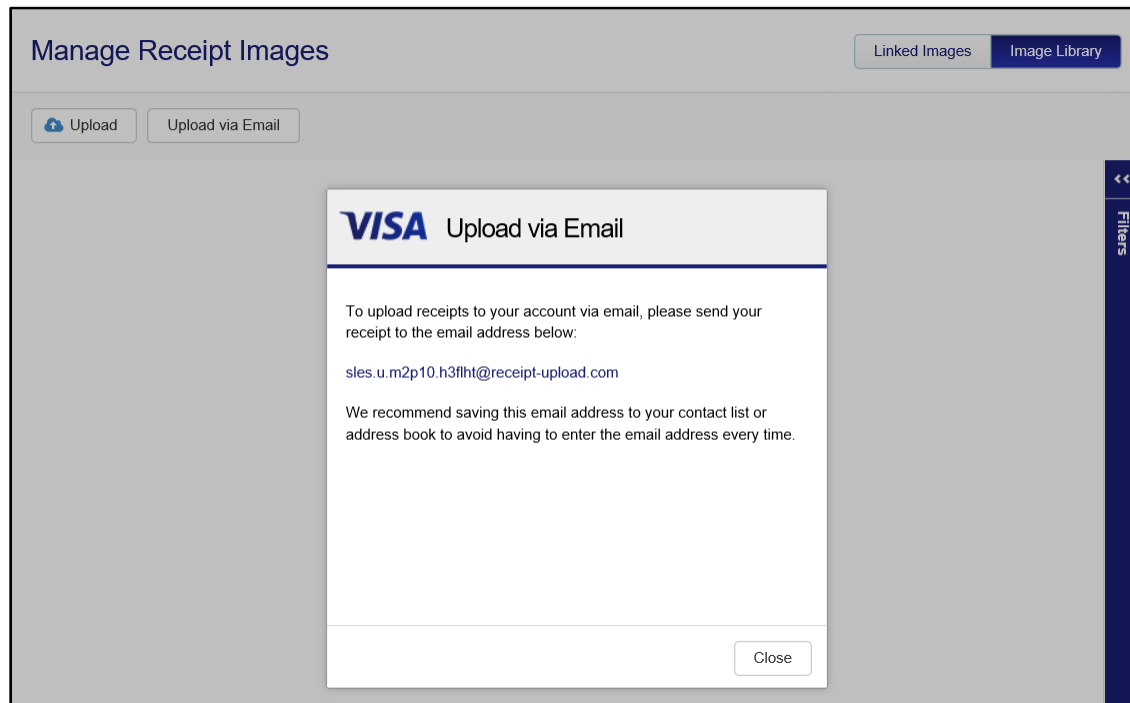 Manage Receipt Images
Linked Images
Image Library
Upload
Upload via Email
<<
Filters
VISA Upload via Email
To upload receipts to your account via email, please send your
receipt to the email address below:
sles.u.m2p10.h3flht@receipt-upload.com
We recommend saving this email address to your contact list or
address book to avoid having to enter the email address every time.
Close